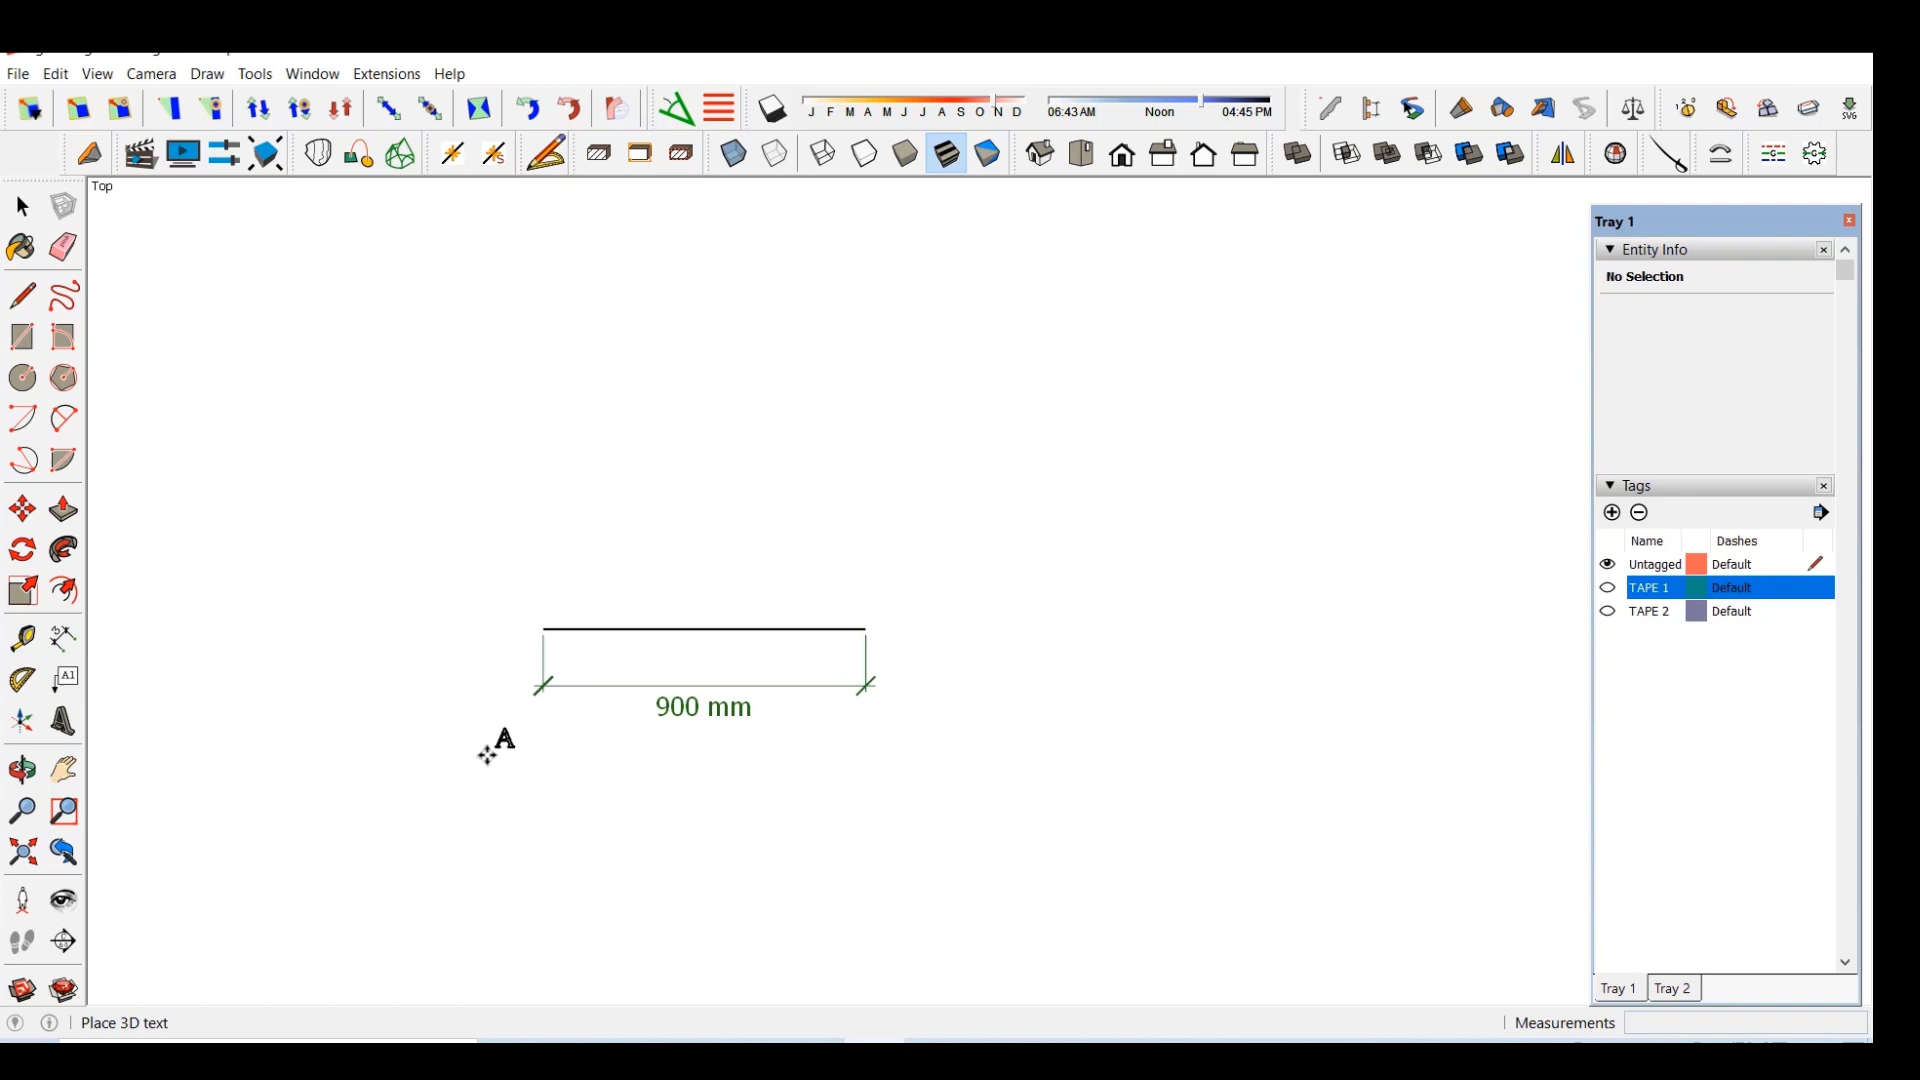 File Edit View Camera Draw Tools Window Extensions Help
J F M A M J J A S O N D 06:43 AM Noon 04:45 PM
SVG
Top
A1
A
900 mm
Tray 1
Entity Info
No Selection
Tags
Name Dashes
Untagged Default
TAPE 1 Default
TAPE 2 Default
Tray 1 Tray 2
Place 3D text
Measurements